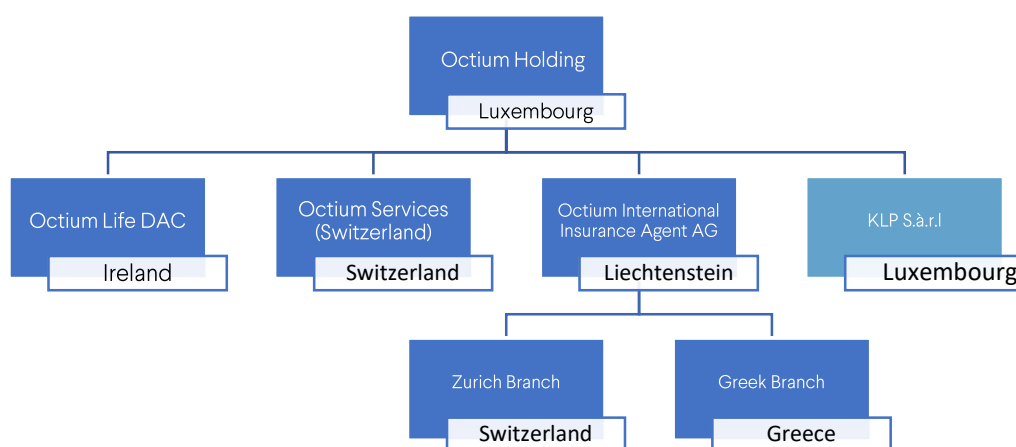 Octium Holding
Luxembourg
Octium Life DAC
Ireland
Octium Services
(Switzerland)
Switzerland
Octium International
Insurance Agent AG
Liechtenstein
KLP S.à.r.l
Luxembourg
Zurich Branch
Switzerland
Greek Branch
Greece